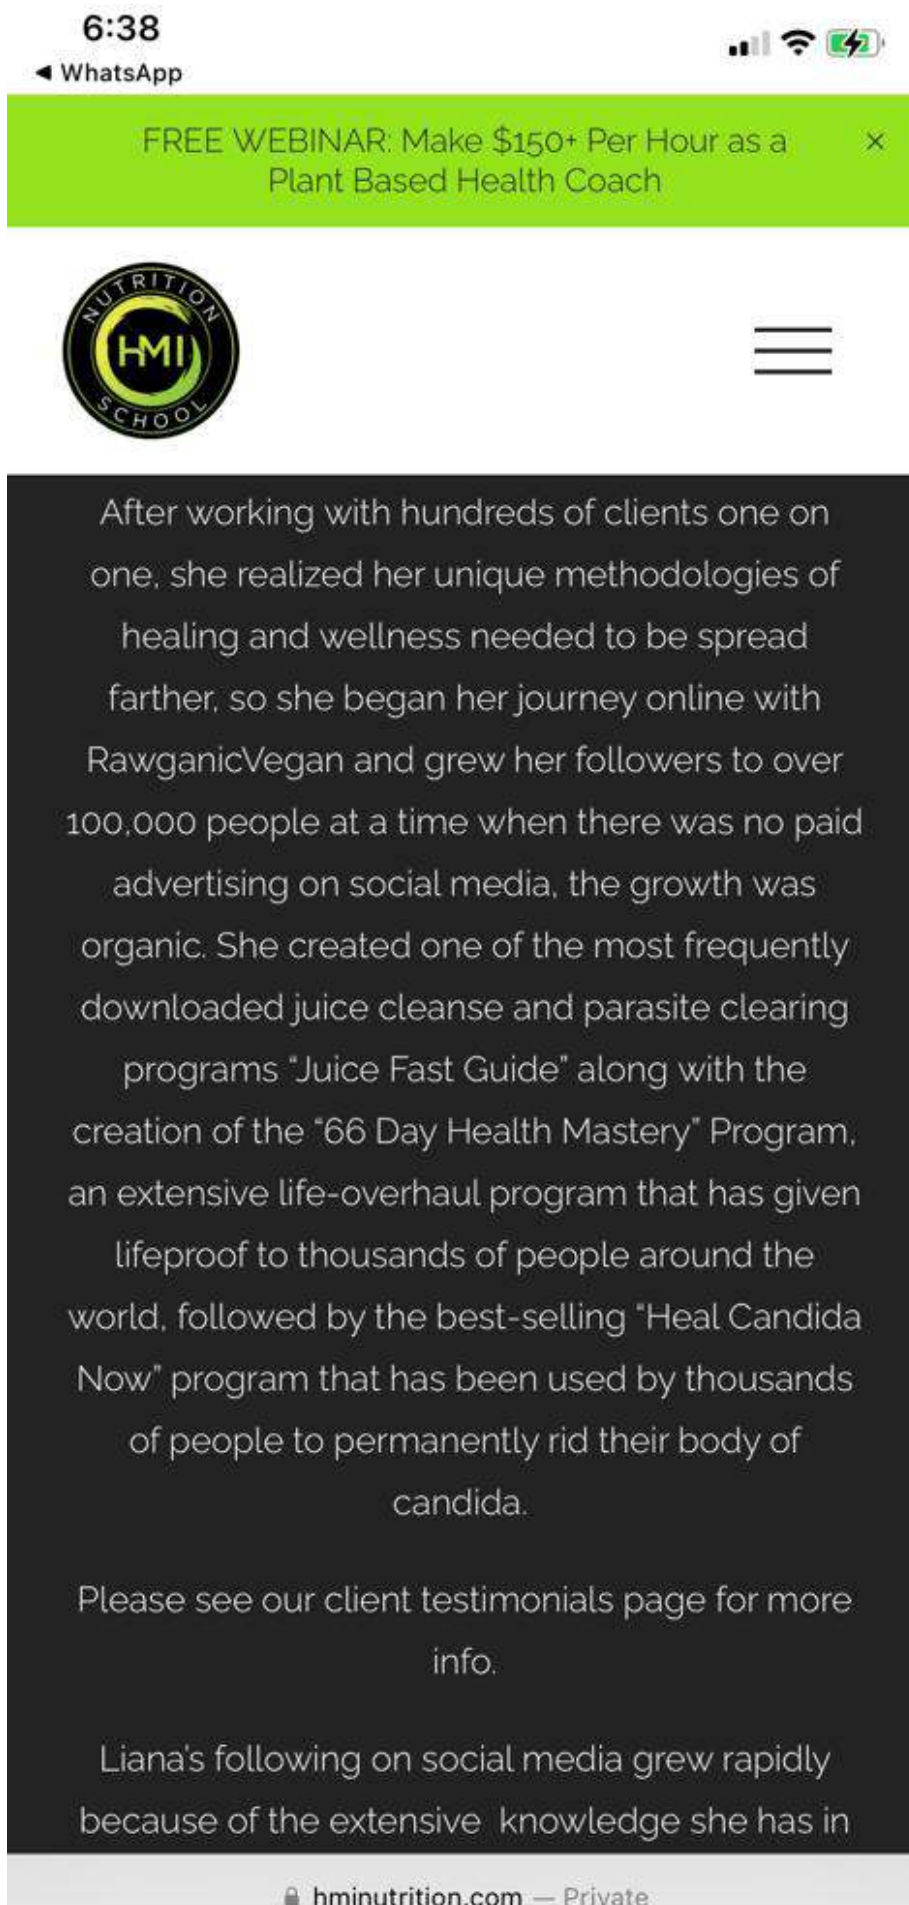 6:38
◀ WhatsApp
FREE WEBINAR: Make $150+ Per Hour as a
Plant Based Health Coach
×
NUTRITION
HMI
SCHOOL
After working with hundreds of clients one on
one, she realized her unique methodologies of
healing and wellness needed to be spread
farther, so she began her journey online with
RawganicVegan and grew her followers to over
100,000 people at a time when there was no paid
advertising on social media, the growth was
organic. She created one of the most frequently
downloaded juice cleanse and parasite clearing
programs “Juice Fast Guide” along with the
creation of the “66 Day Health Mastery” Program,
an extensive life-overhaul program that has given
lifeproof to thousands of people around the
world, followed by the best-selling “Heal Candida
Now” program that has been used by thousands
of people to permanently rid their body of
candida.
Please see our client testimonials page for more
info.
Liana's following on social media grew rapidly
because of the extensive knowledge she has in
hminutrition.com — Private